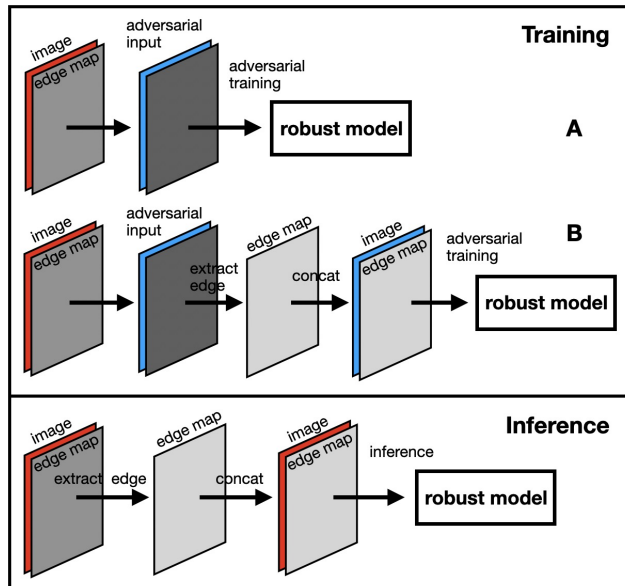 Training
image
edge map
adversarial
input
adversarial
training
robust model
A
image
edge map
adversarial
input
extract
edge
edge map
concat
image
edge map
adversarial
training
robust model
B
Inference
image
edge map
extract edge
edge map
concat
image
edge map
inference
robust model